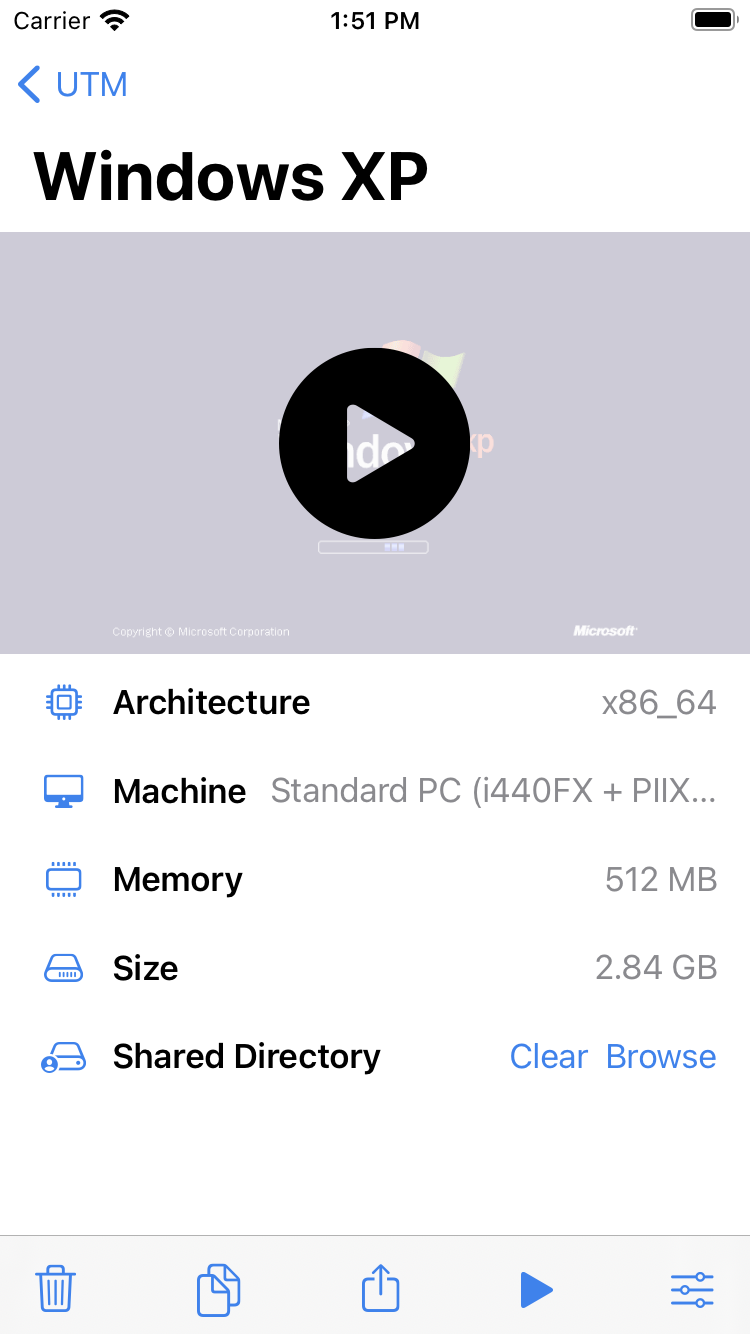 Carrier 1:51 PM
UTM
Windows XP
xp
Copyright © Microsoft Corporation Microsoft
Architecture x86_64
Machine Standard PC (i440FX + PIIX...
Memory 512 MB
Size 2.84 GB
Shared Directory Clear Browse